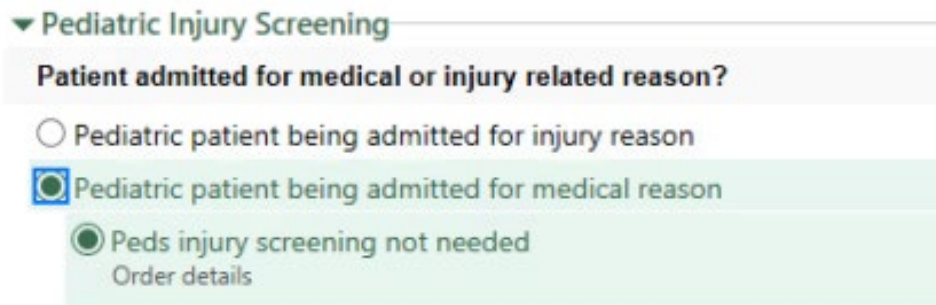 Pediatric Injury Screening
Patient admitted for medical or injury related reason?
Pediatric patient being admitted for injury reason
Pediatric patient being admitted for medical reason
Peds injury screening not needed
Order details